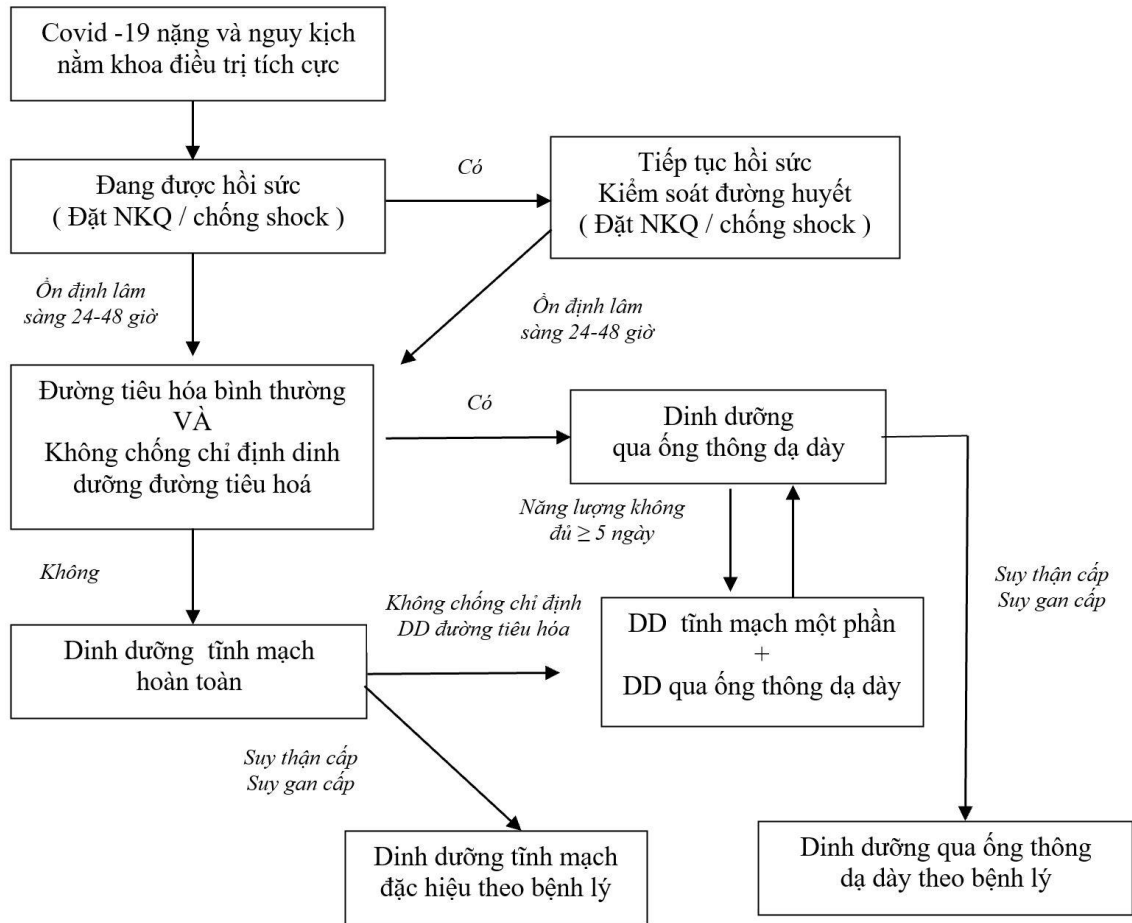 Covid -19 nặng và nguy kịch
nằm khoa điều trị tích cực
Đang được hồi sức
( Đặt NKQ / chống shock )
Có
Tiếp tục hồi sức
Kiểm soát đường huyết
( Đặt NKQ / chống shock )
Ổn định lâm
sàng 24-48 giờ
Ổn định lâm
sàng 24-48 giờ
Đường tiêu hóa bình thường
VÀ
Không chống chỉ định dinh
dưỡng đường tiêu hoá
Có
Dinh dưỡng
qua ống thông dạ dày
Năng lượng không
đủ ≥ 5 ngày
Không
Suy thận cấp
Suy gan cấp
Dinh dưỡng tĩnh mạch
hoàn toàn
Không chống chỉ định
DD đường tiêu hóa
DD tĩnh mạch một phần
+
DD qua ống thông dạ dày
Suy thận cấp
Suy gan cấp
Dinh dưỡng tĩnh mạch
đặc hiệu theo bệnh lý
Dinh dưỡng qua ống thông
dạ dày theo bệnh lý